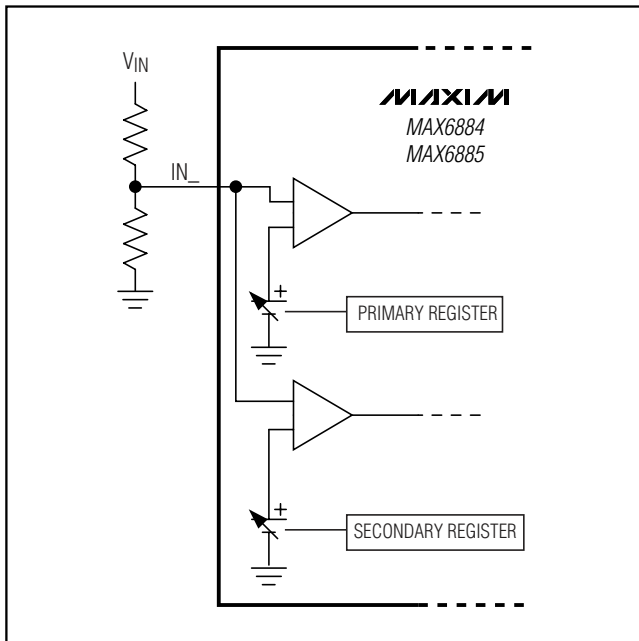 VIN
MAXIM
MAX6884
MAX6885
IN_
+
PRIMARY REGISTER
+
SECONDARY REGISTER